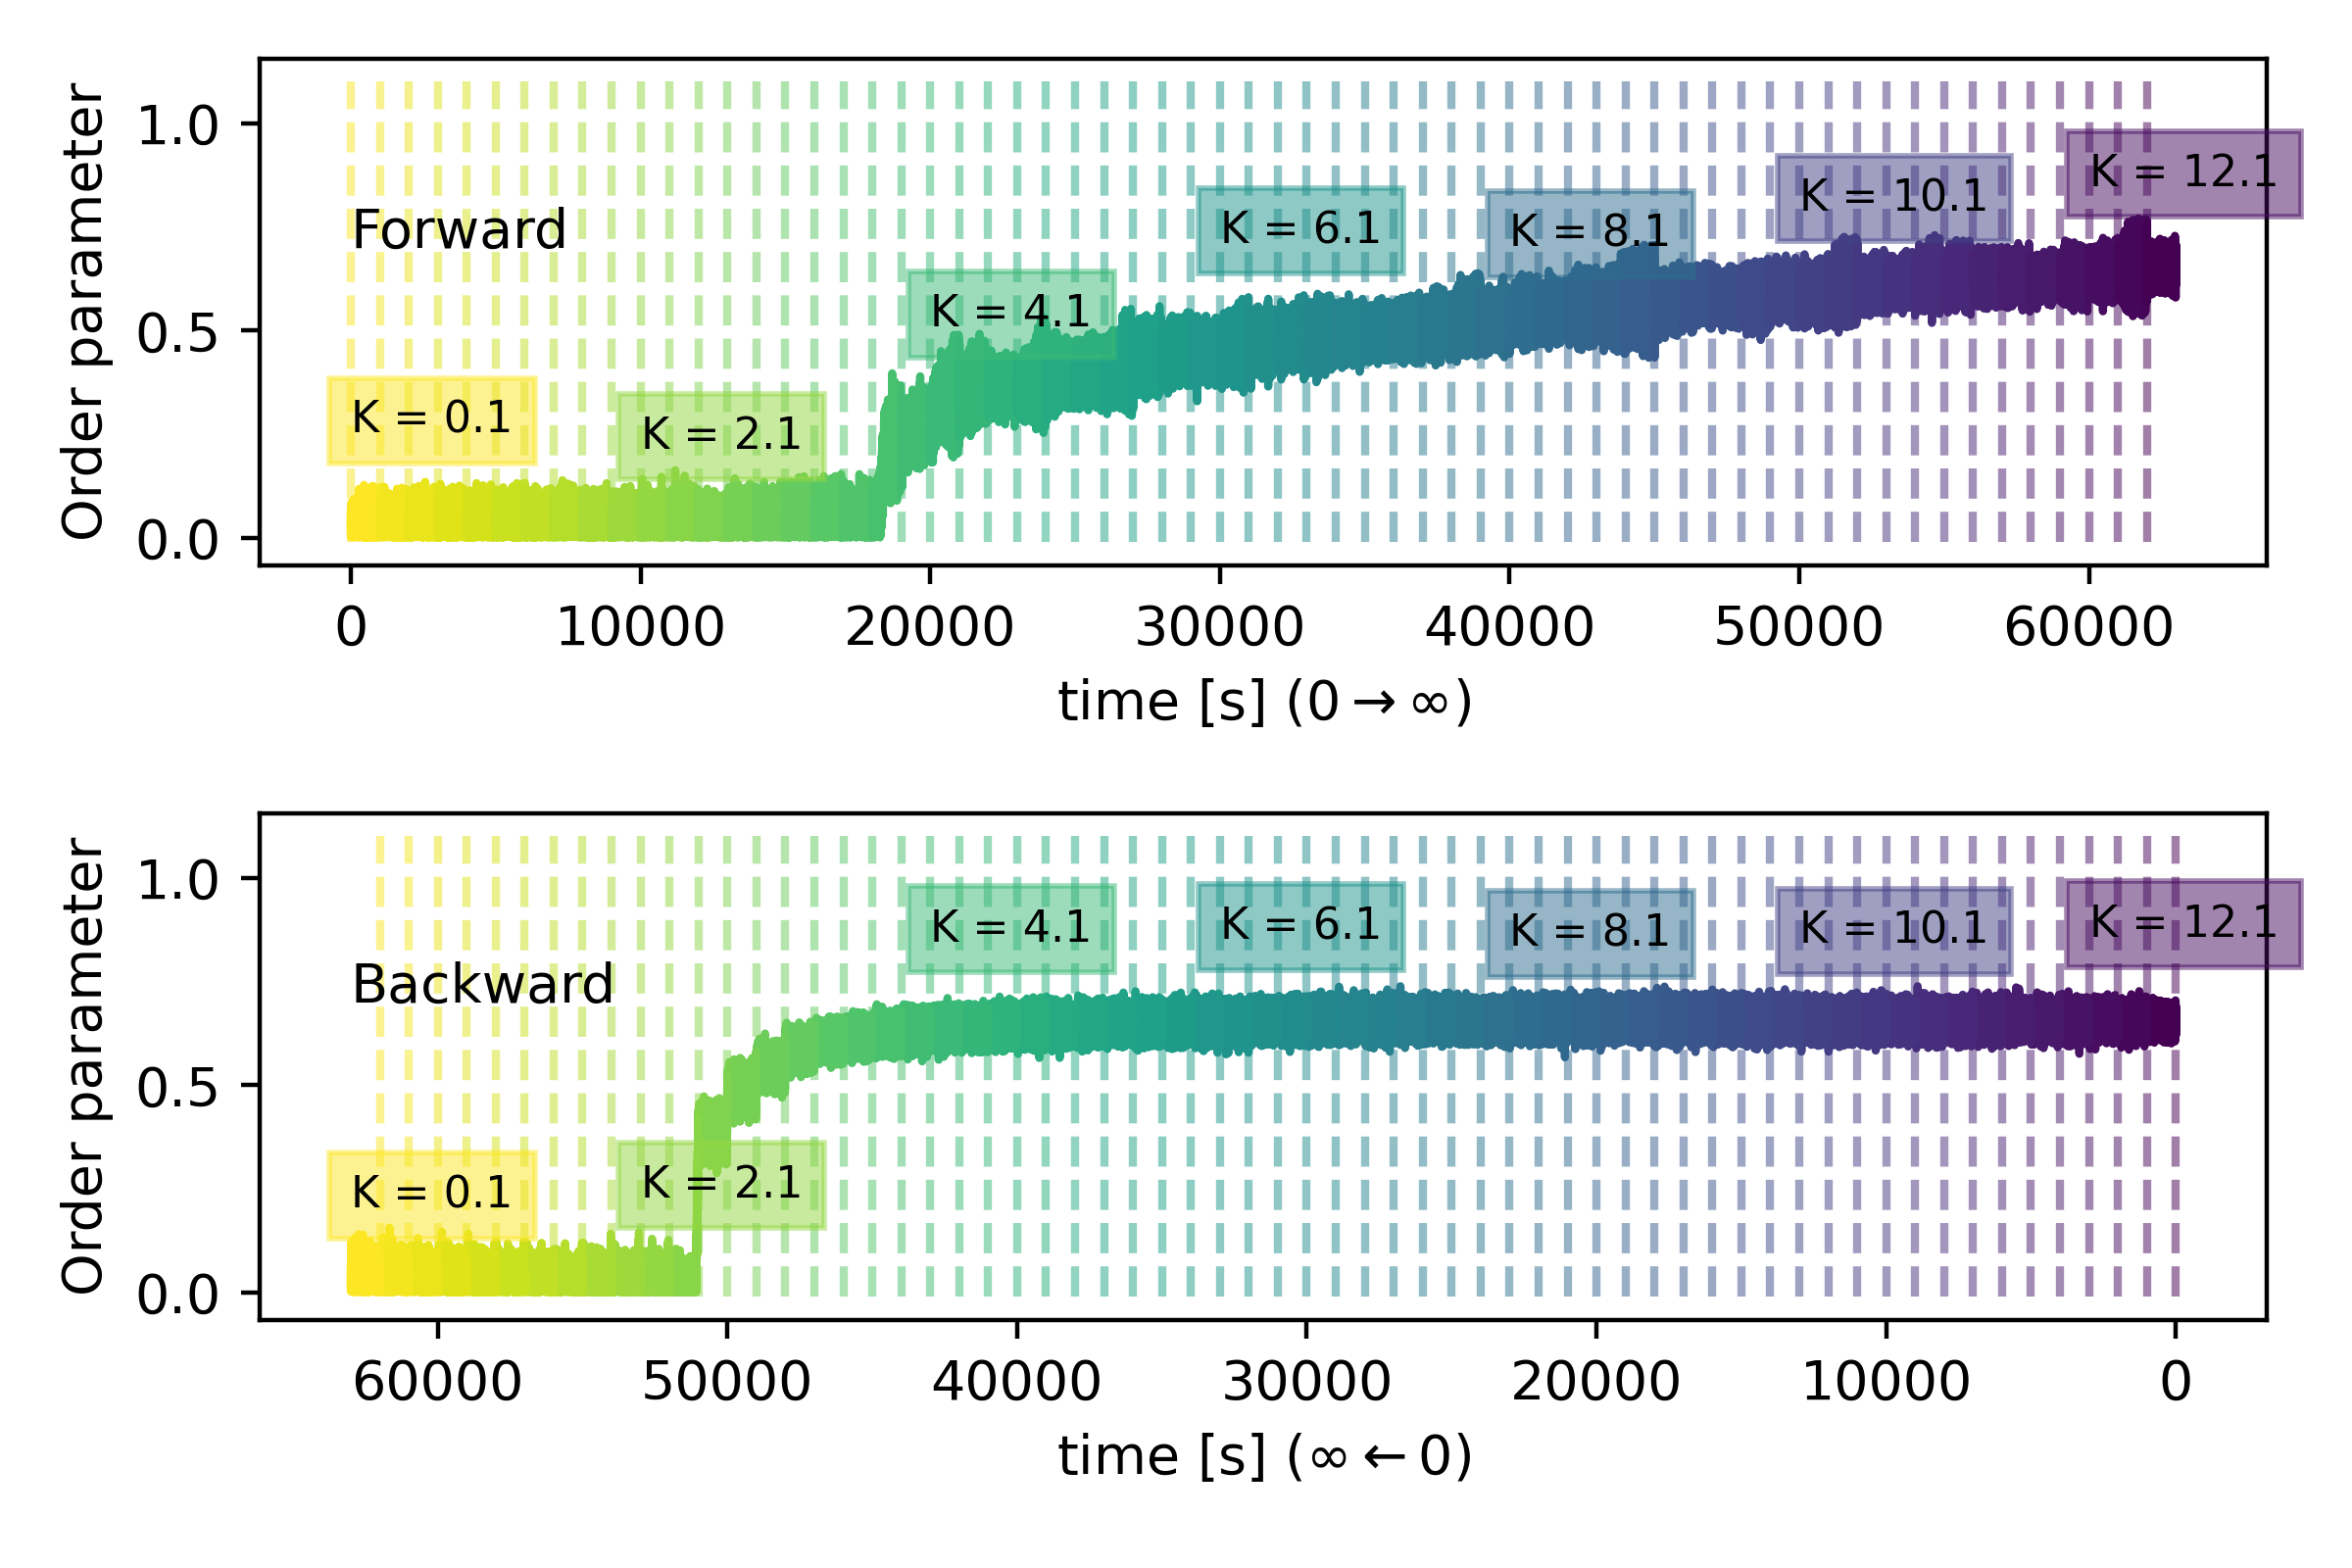 Order parameter
1.0
0.5
0.0
Forward
K = 0.1
K = 2.1
K = 4.1
K = 6.1
K = 8.1
K = 10.1
K = 12.1
0 10000 20000 30000 40000 50000 60000
time [s] (0 → ∞)
Order parameter
1.0
0.5
0.0
Backward
K = 0.1
K = 2.1
K = 4.1
K = 6.1
K = 8.1
K = 10.1
K = 12.1
60000 50000 40000 30000 20000 10000 0
time [s] (∞ ← 0)